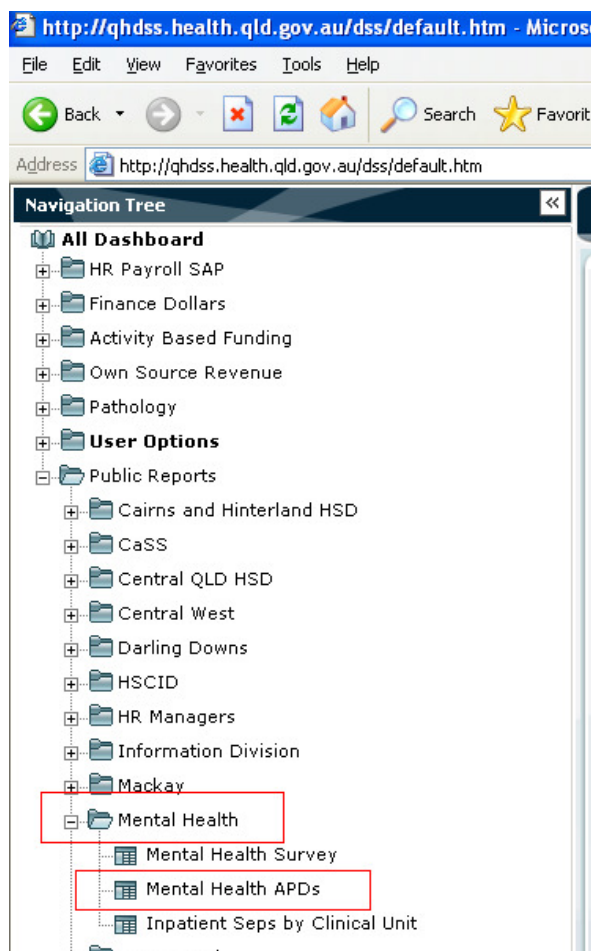 http://qhdss.health.qld.gov.au/dss/default.htm - Micros
File Edit View Favorites Tools Help
Back Search Favorit
Address http://qhdss.health.qld.gov.au/dss/default.htm
Navigation Tree
All Dashboard
HR Payroll SAP
Finance Dollars
Activity Based Funding
Own Source Revenue
Pathology
User Options
Public Reports
Cairns and Hinterland HSD
CaSS
Central QLD HSD
Central West
Darling Downs
HSCID
HR Managers
Information Division
Mackay
Mental Health
Mental Health Survey
Mental Health APDs
Inpatient Seps by Clinical Unit